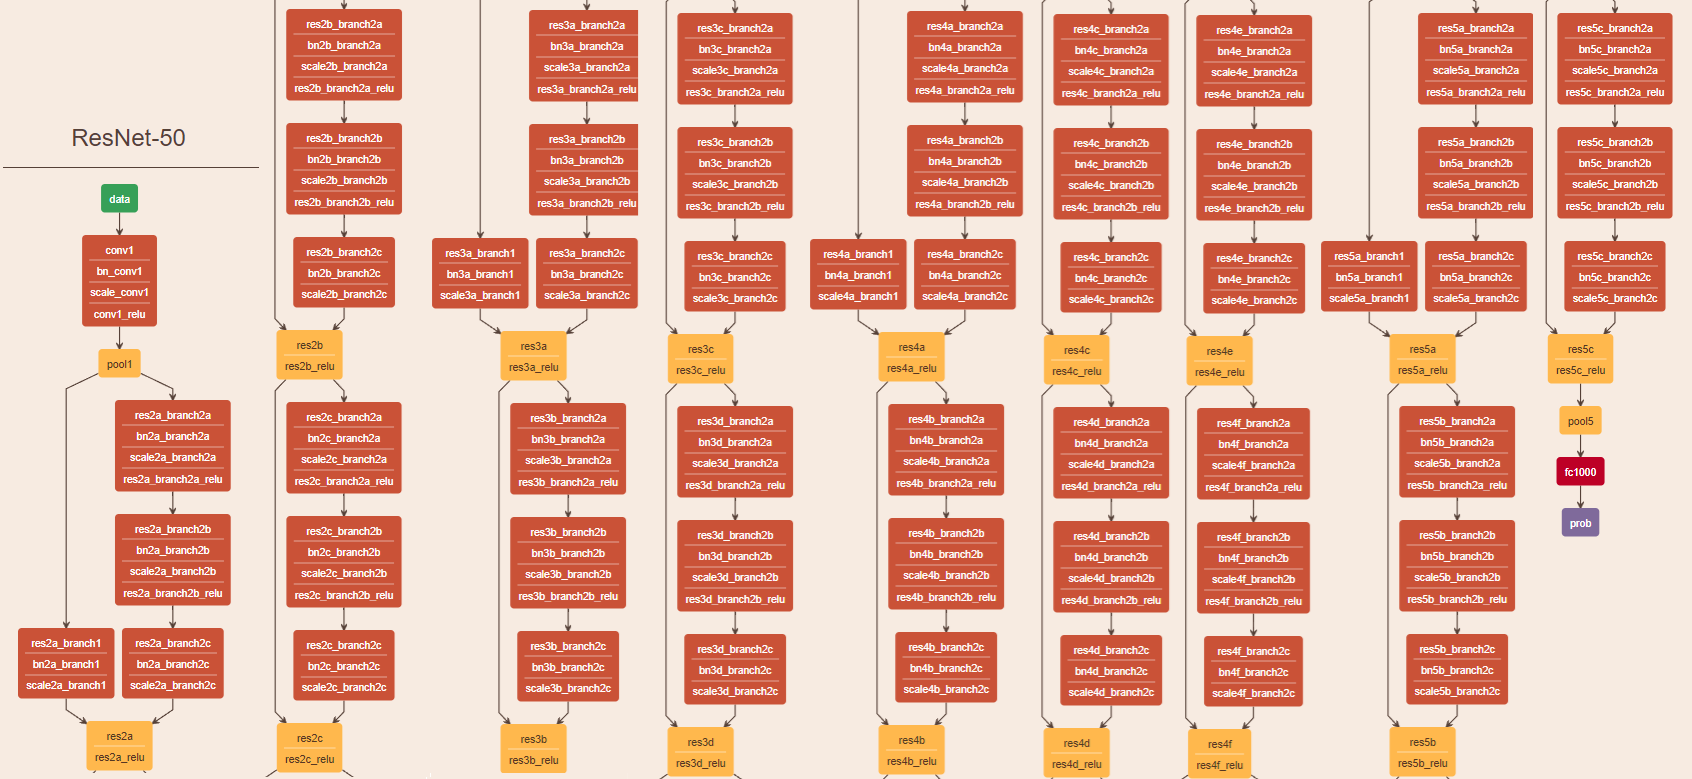 ResNet-50
data
conv1
bn_conv1
scale_conv1
conv1_relu
pool1
res2a_branch2a
bn2a_branch2a
scale2a_branch2a
res2a_branch2a_relu
res2a_branch2b
bn2a_branch2b
scale2a_branch2b
res2a_branch2b_relu
res2a_branch1
bn2a_branch1
scale2a_branch1
res2a_branch2c
bn2a_branch2c
scale2a_branch2c
res2a
res2a_relu
res2b_branch2a
bn2b_branch2a
scale2b_branch2a
res2b_branch2a_relu
res2b_branch2b
bn2b_branch2b
scale2b_branch2b
res2b_branch2b_relu
res2b_branch2c
bn2b_branch2c
scale2b_branch2c
res2b
res2b_relu
res2c_branch2a
bn2c_branch2a
scale2c_branch2a
res2c_branch2a_relu
res2c_branch2b
bn2c_branch2b
scale2c_branch2b
res2c_branch2b_relu
res2c_branch2c
bn2c_branch2c
scale2c_branch2c
res2c
res2c_relu
res3a_branch2a
bn3a_branch2a
scale3a_branch2a
res3a_branch2a_relu
res3a_branch2b
bn3a_branch2b
scale3a_branch2b
res3a_branch2b_relu
res3a_branch1
bn3a_branch1
scale3a_branch1
res3a_branch2c
bn3a_branch2c
scale3a_branch2c
res3a
res3a_relu
res3b_branch2a
bn3b_branch2a
scale3b_branch2a
res3b_branch2a_relu
res3b_branch2b
bn3b_branch2b
scale3b_branch2b
res3b_branch2b_relu
res3b_branch2c
bn3b_branch2c
scale3b_branch2c
res3b
res3b_relu
res3c_branch2a
bn3c_branch2a
scale3c_branch2a
res3c_branch2a_relu
res3c_branch2b
bn3c_branch2b
scale3c_branch2b
res3c_branch2b_relu
res3c_branch2c
bn3c_branch2c
scale3c_branch2c
res3c
res3c_relu
res3d_branch2a
bn3d_branch2a
scale3d_branch2a
res3d_branch2a_relu
res3d_branch2b
bn3d_branch2b
scale3d_branch2b
res3d_branch2b_relu
res3d_branch2c
bn3d_branch2c
scale3d_branch2c
res3d
res3d_relu
res4a_branch2a
bn4a_branch2a
scale4a_branch2a
res4a_branch2a_relu
res4a_branch2b
bn4a_branch2b
scale4a_branch2b
res4a_branch2b_relu
res4a_branch1
bn4a_branch1
scale4a_branch1
res4a_branch2c
bn4a_branch2c
scale4a_branch2c
res4a
res4a_relu
res4b_branch2a
bn4b_branch2a
scale4b_branch2a
res4b_branch2a_relu
res4b_branch2b
bn4b_branch2b
scale4b_branch2b
res4b_branch2b_relu
res4b_branch2c
bn4b_branch2c
scale4b_branch2c
res4b
res4b_relu
res4c_branch2a
bn4c_branch2a
scale4c_branch2a
res4c_branch2a_relu
res4c_branch2b
bn4c_branch2b
scale4c_branch2b
res4c_branch2b_relu
res4c_branch2c
bn4c_branch2c
scale4c_branch2c
res4c
res4c_relu
res4d_branch2a
bn4d_branch2a
scale4d_branch2a
res4d_branch2a_relu
res4d_branch2b
bn4d_branch2b
scale4d_branch2b
res4d_branch2b_relu
res4d_branch2c
bn4d_branch2c
scale4d_branch2c
res4d
res4d_relu
res4e_branch2a
bn4e_branch2a
scale4e_branch2a
res4e_branch2a_relu
res4e_branch2b
bn4e_branch2b
scale4e_branch2b
res4e_branch2b_relu
res4e_branch2c
bn4e_branch2c
scale4e_branch2c
res4e
res4e_relu
res4f_branch2a
bn4f_branch2a
scale4f_branch2a
res4f_branch2a_relu
res4f_branch2b
bn4f_branch2b
scale4f_branch2b
res4f_branch2b_relu
res4f_branch2c
bn4f_branch2c
scale4f_branch2c
res4f
res4f_relu
res5a_branch2a
bn5a_branch2a
scale5a_branch2a
res5a_branch2a_relu
res5a_branch2b
bn5a_branch2b
scale5a_branch2b
res5a_branch2b_relu
res5a_branch1
bn5a_branch1
scale5a_branch1
res5a_branch2c
bn5a_branch2c
scale5a_branch2c
res5a
res5a_relu
res5b_branch2a
bn5b_branch2a
scale5b_branch2a
res5b_branch2a_relu
res5b_branch2b
bn5b_branch2b
scale5b_branch2b
res5b_branch2b_relu
res5b_branch2c
bn5b_branch2c
scale5b_branch2c
res5b
res5b_relu
res5c_branch2a
bn5c_branch2a
scale5c_branch2a
res5c_branch2a_relu
res5c_branch2b
bn5c_branch2b
scale5c_branch2b
res5c_branch2b_relu
res5c_branch2c
bn5c_branch2c
scale5c_branch2c
res5c
res5c_relu
pool5
fc1000
prob